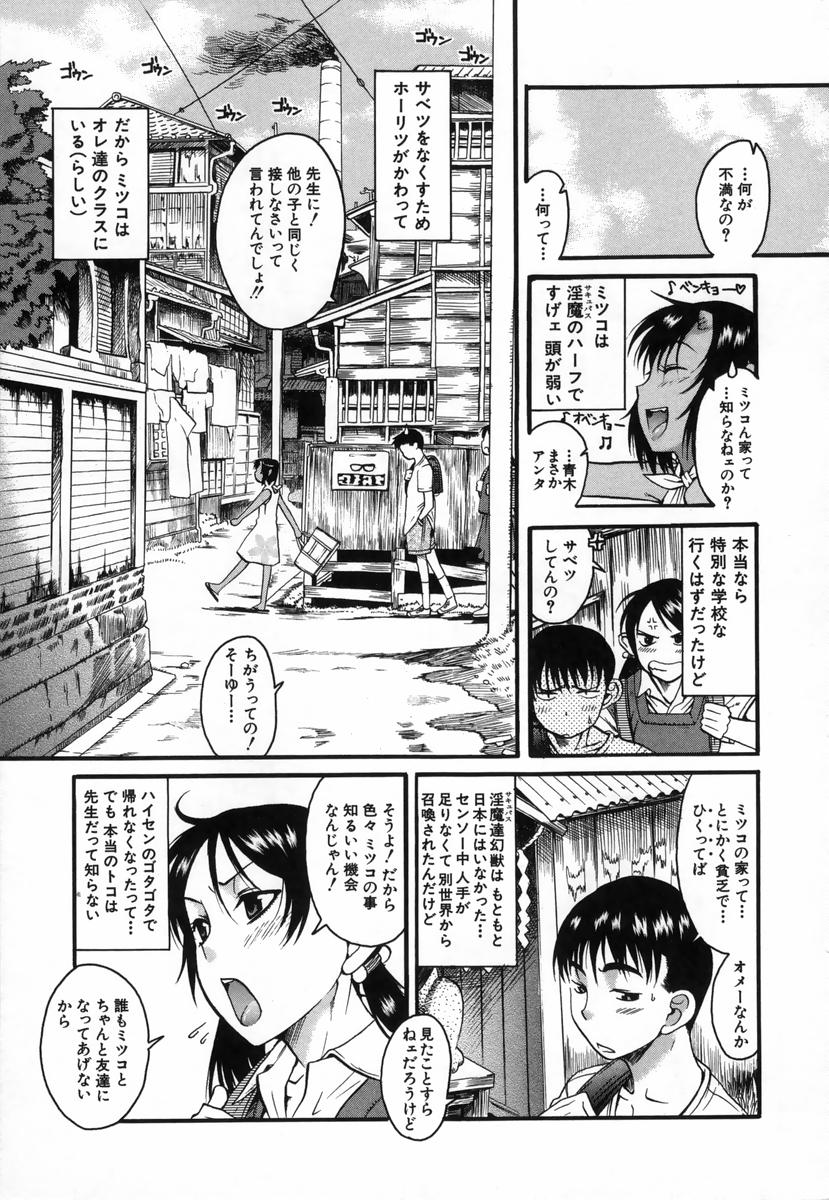 …何が
不満なの？
…何って…
♪ベンキョー♡
ミツコは
淫魔のハーフで
サキュバス
すげェ 頭が弱い
ミツコん家って
…知らなねェのか？
♪オベンキョ♫
…青木
まさか
アンタ
本当なら
特別な学校な
行くはずだったけど
サベツ
してんの？
ゴウン
ゴウン
ゴウン
ゴウン
ゴウン
ゴウン
サベツをなくすため
ホーリツがかわって
先生に！
他の子と同じく
接しなさいって
言われてんでしょ!!
だから ミツコは
オレ達のクラスに
いる(らしい)
ちがうっての！
そーゆー…
ミツコの家って…
とにかく貧乏で…
ひくってば
オメーなんか
淫魔達幻獣は もともと
サキュバス
日本にはいなかった…
センソー中 人手が
足りなくて 別世界から
召喚されたんだけど
見たことすら
ねェだろうけど
そうよ！だから
色々 ミツコの事
知るいい機会
なんじゃん！
ハイセンのゴタゴタで
帰れなくなったって…
でも 本当のトコは
先生だって知らない
誰もミツコと
ちゃんと友達に
なってあげない
から